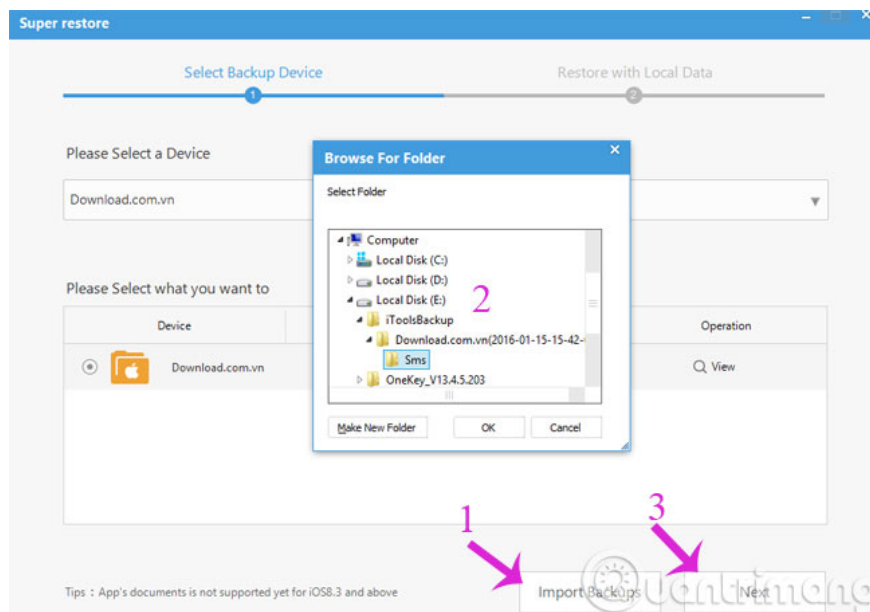 Super restore
Select Backup Device
Restore with Local Data
1
2
Please Select a Device
Download.com.vn
Browse For Folder
Select Folder
Computer
Local Disk (C:)
Local Disk (D:)
Local Disk (E:)
2
iToolsBackup
Download.com.vn(2016-01-15-15-42-
Sms
OneKey_V13.4.5.203
Make New Folder
OK
Cancel
Please Select what you want to
Device
Operation
Download.com.vn
View
1
3
Tips : App's documents is not supported yet for iOS8.3 and above
Import Backups
Next
Quantrimang